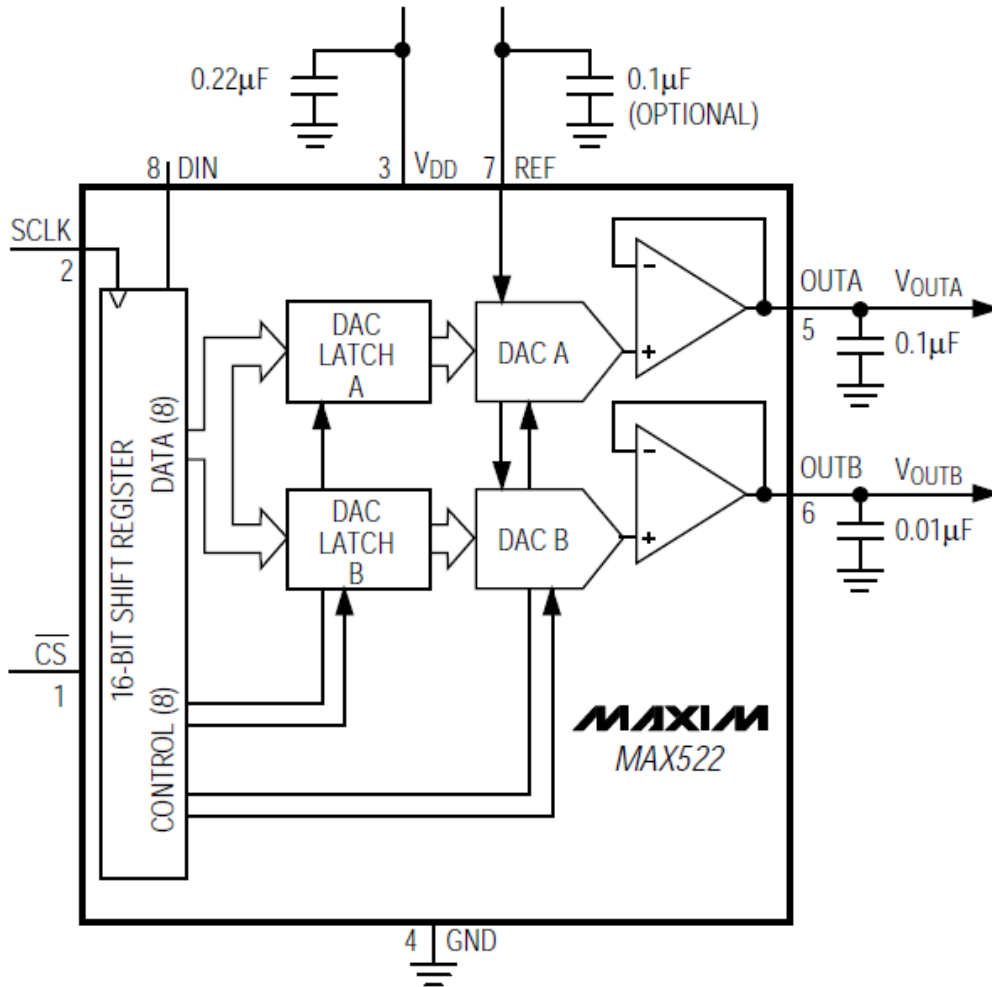 0.22µF
0.1µF
(OPTIONAL)
8 DIN
3 VDD
7 REF
SCLK
2
-
+
OUTA
5
VOUTA
0.1µF
DAC
LATCH
A
DAC A
DATA (8)
16-BIT SHIFT REGISTER
CONTROL (8)
-
+
OUTB
6
VOUTB
0.01µF
DAC
LATCH
B
DAC B
CS
1
MAXIM
MAX522
4 GND